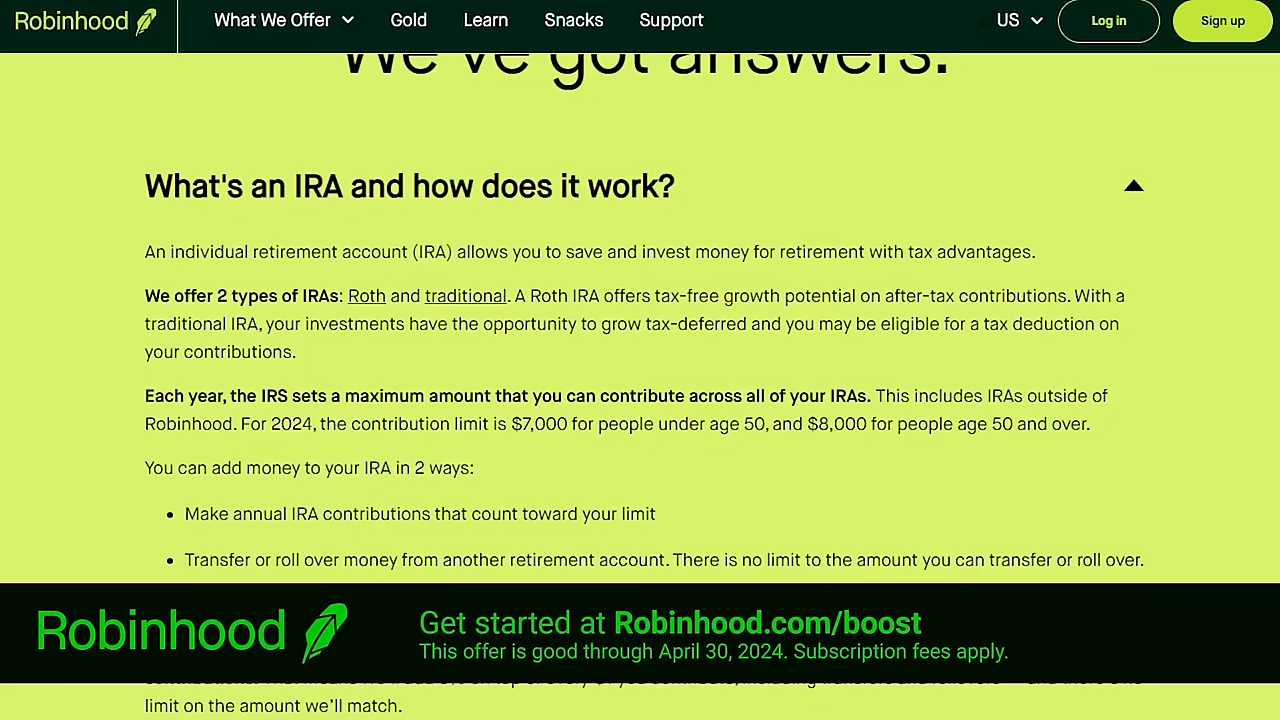 Robinhood
What We Offer Gold Learn Snacks Support US Log in Sign up
We've got answers.
What's an IRA and how does it work?
An individual retirement account (IRA) allows you to save and invest money for retirement with tax advantages.
We offer 2 types of IRAs: Roth and traditional. A Roth IRA offers tax-free growth potential on after-tax contributions. With a
traditional IRA, your investments have the opportunity to grow tax-deferred and you may be eligible for a tax deduction on
your contributions.
Each year, the IRS sets a maximum amount that you can contribute across all of your IRAs. This includes IRAs outside of
Robinhood. For 2024, the contribution limit is $7,000 for people under age 50, and $8,000 for people age 50 and over.
You can add money to your IRA in 2 ways:
• Make annual IRA contributions that count toward your limit
• Transfer or roll over money from another retirement account. There is no limit to the amount you can transfer or roll over.
Robinhood
Get started at Robinhood.com/boost
This offer is good through April 30, 2024. Subscription fees apply.
limit on the amount we'll match.